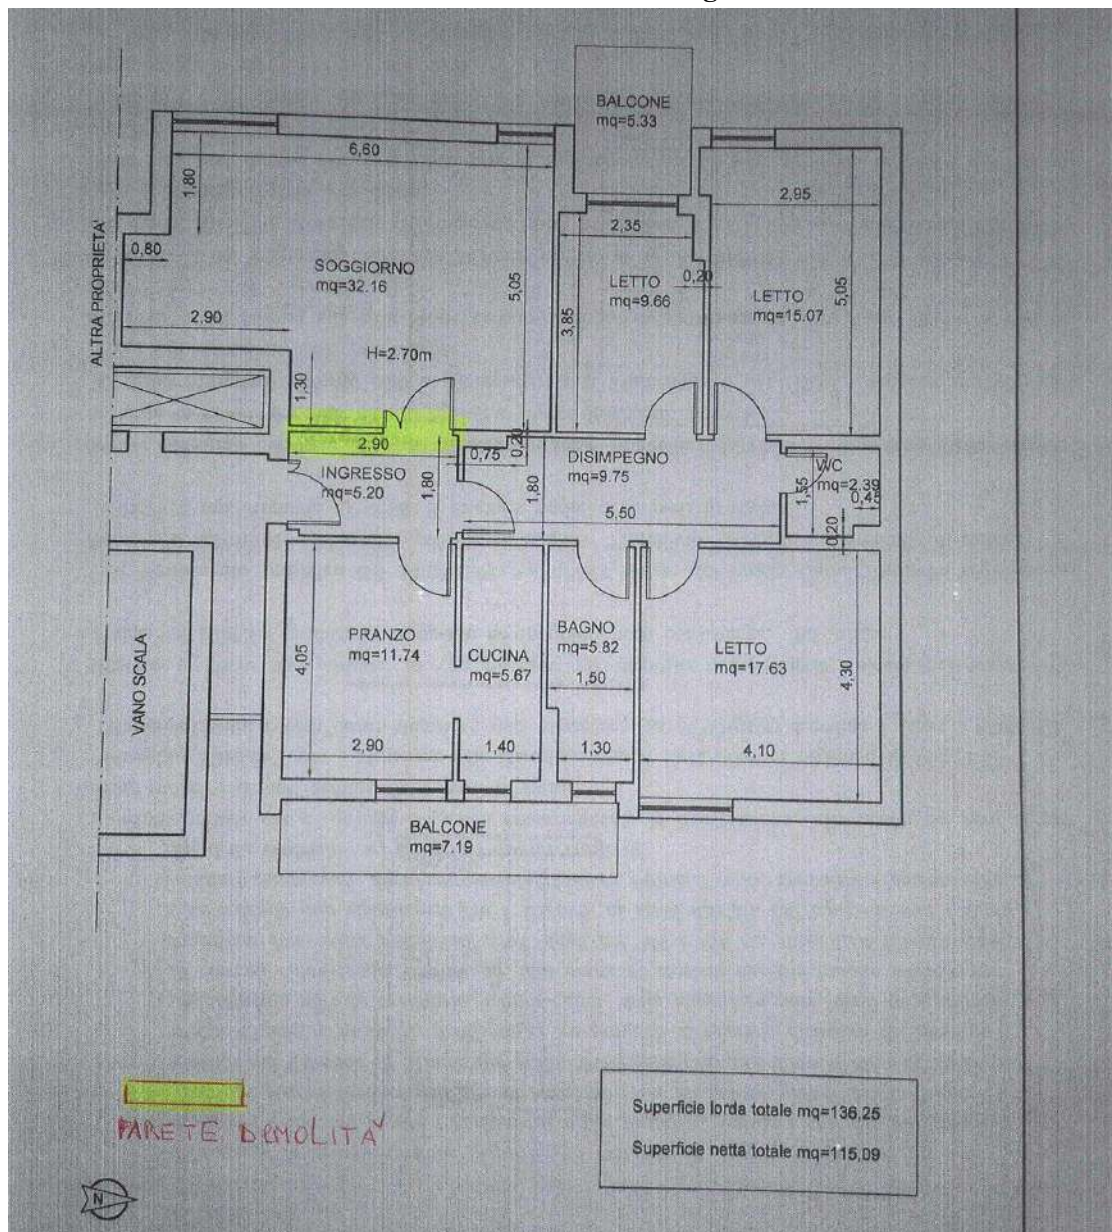 BALCONE
mq=5.33
6,60
1,80
2,95
2,35
ALTRA PROPRIETA'
0,80
SOGGIORNO
mq=32.16
5,05
LETTO
mq=9.66
0,20
LETTO
mq=15.07
5,05
3,85
2,90
H=2.70m
1,30
2,90
0,75
0,20
INGRESSO
mq=5.20
1,80
1,80
DISIMPEGNO
mq=9.75
5,50
WC
mq=2.39
1,55
0,45
0,20
VANO SCALA
PRANZO
mq=11.74
4,05
CUCINA
mq=5.67
BAGNO
mq=5.82
1,50
LETTO
mq=17.63
4,30
2,90
1,40
1,30
4,10
BALCONE
mq=7.19
PARETE DEMOLITA
Superficie lorda totale mq=136,25
Superficie netta totale mq=115,09
N